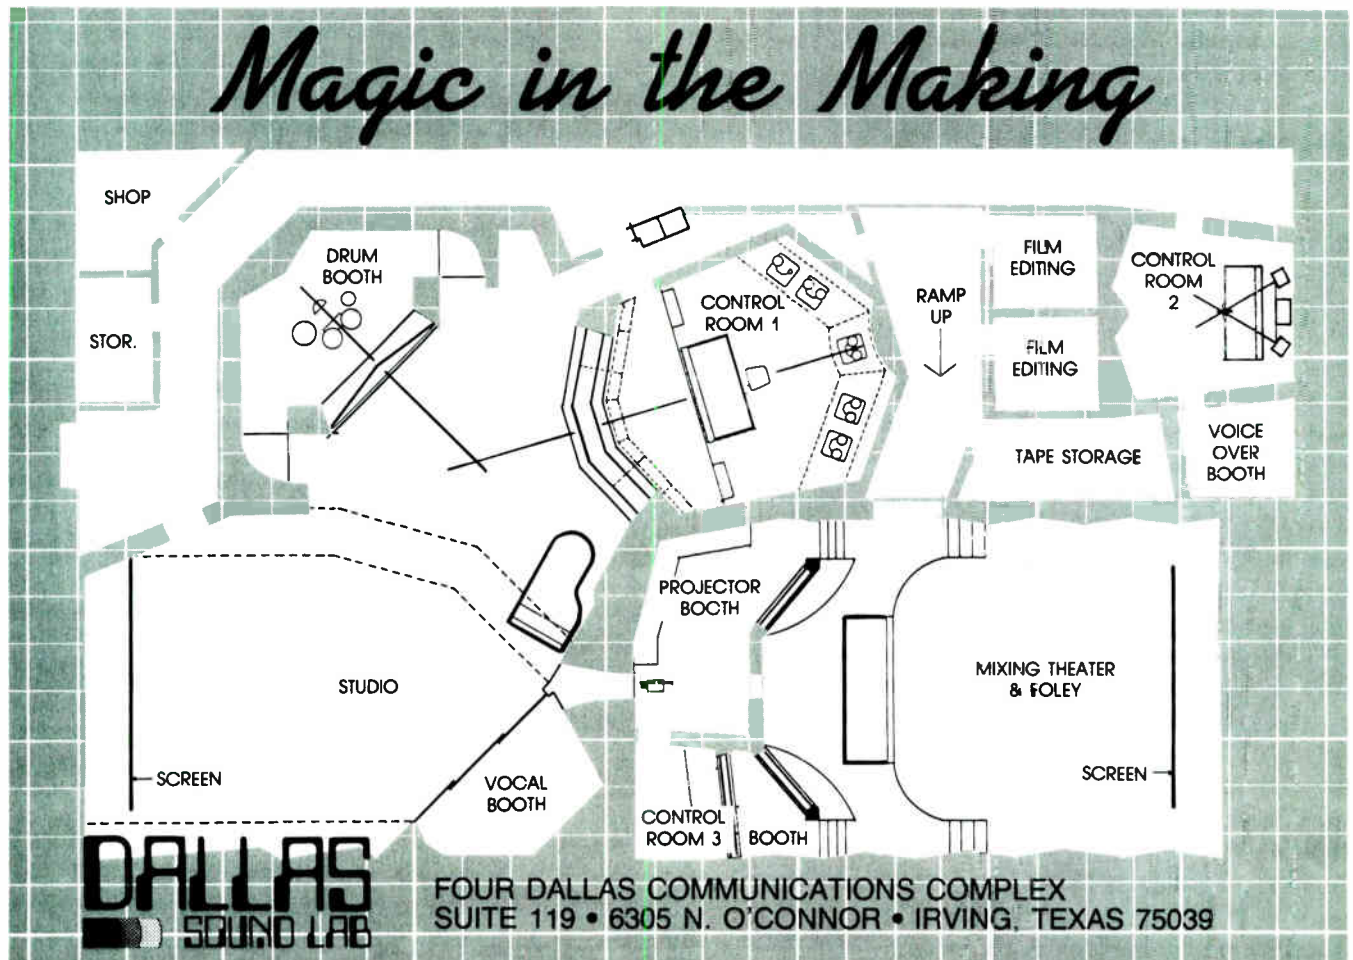 Magic in the Making
SHOP
STOR.
DRUM
BOOTH
CONTROL
ROOM 1
RAMP
UP
FILM
EDITING
FILM
EDITING
CONTROL
ROOM
2
TAPE STORAGE
VOICE
OVER
BOOTH
PROJECTOR
BOOTH
STUDIO
MIXING THEATER
& FOLEY
SCREEN
VOCAL
BOOTH
CONTROL
ROOM 3
BOOTH
SCREEN
DALLAS
SOUND LAB
FOUR DALLAS COMMUNICATIONS COMPLEX
SUITE 119 • 6305 N. O'CONNOR • IRVING, TEXAS 75039